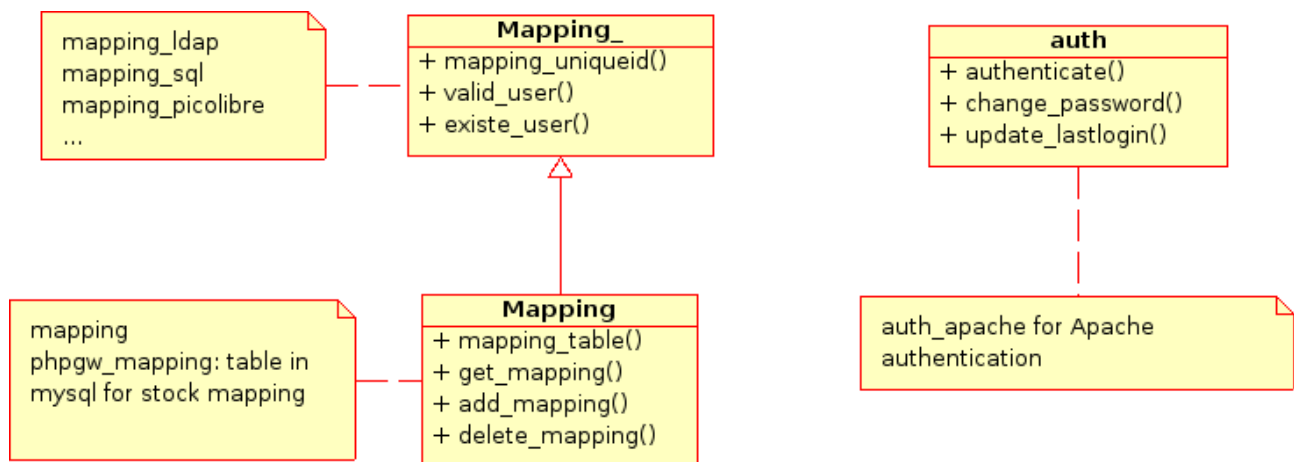 mapping_ldap
mapping_sql
mapping_picolibre
...
Mapping_
+ mapping_uniqueid()
+ valid_user()
+ existe_user()
auth
+ authenticate()
+ change_password()
+ update_lastlogin()
mapping
phpgw_mapping: table in
mysql for stock mapping
Mapping
+ mapping_table()
+ get_mapping()
+ add_mapping()
+ delete_mapping()
auth_apache for Apache
authentication